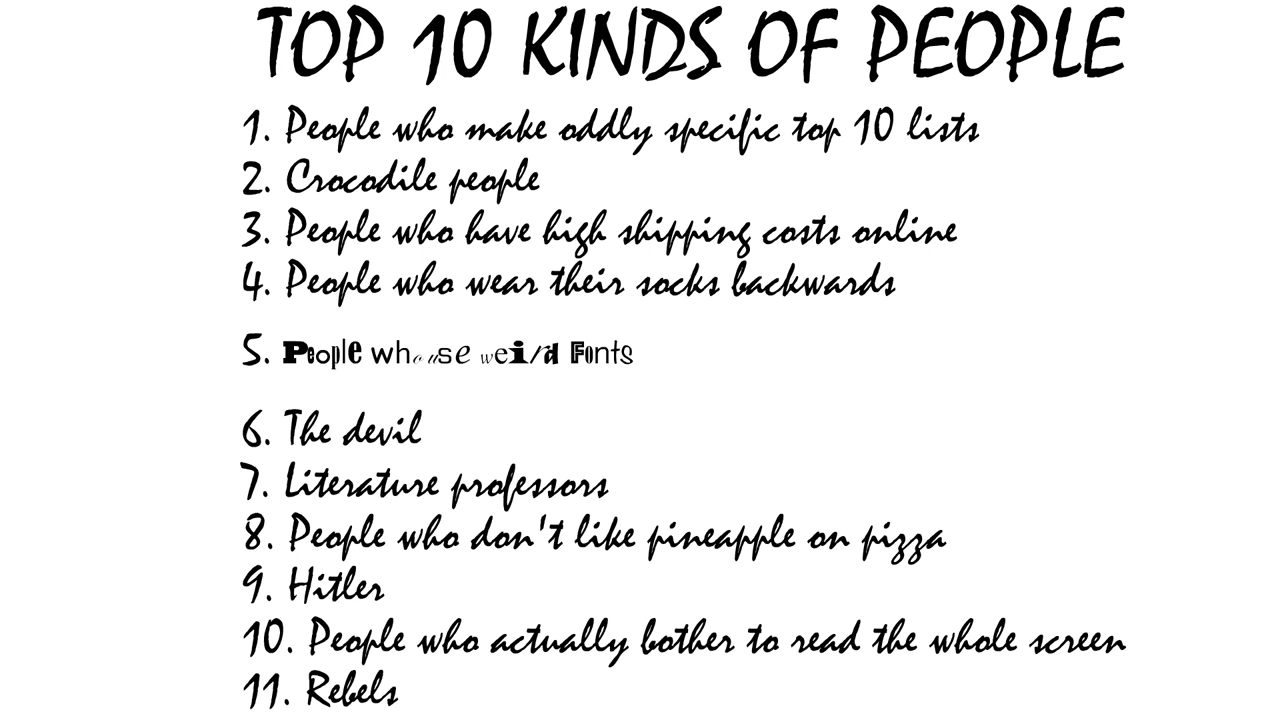 TOP 10 KINDS OF PEOPLE
1. People who make oddly specific top 10 lists
2. Crocodile people
3. People who have high shipping costs online
4. People who wear their socks backwards
5. People who use weird Fonts
6. The devil
7. Literature professors
8. People who don't like pineapple on pizza
9. Hitler
10. People who actually bother to read the whole screen
11. Rebels